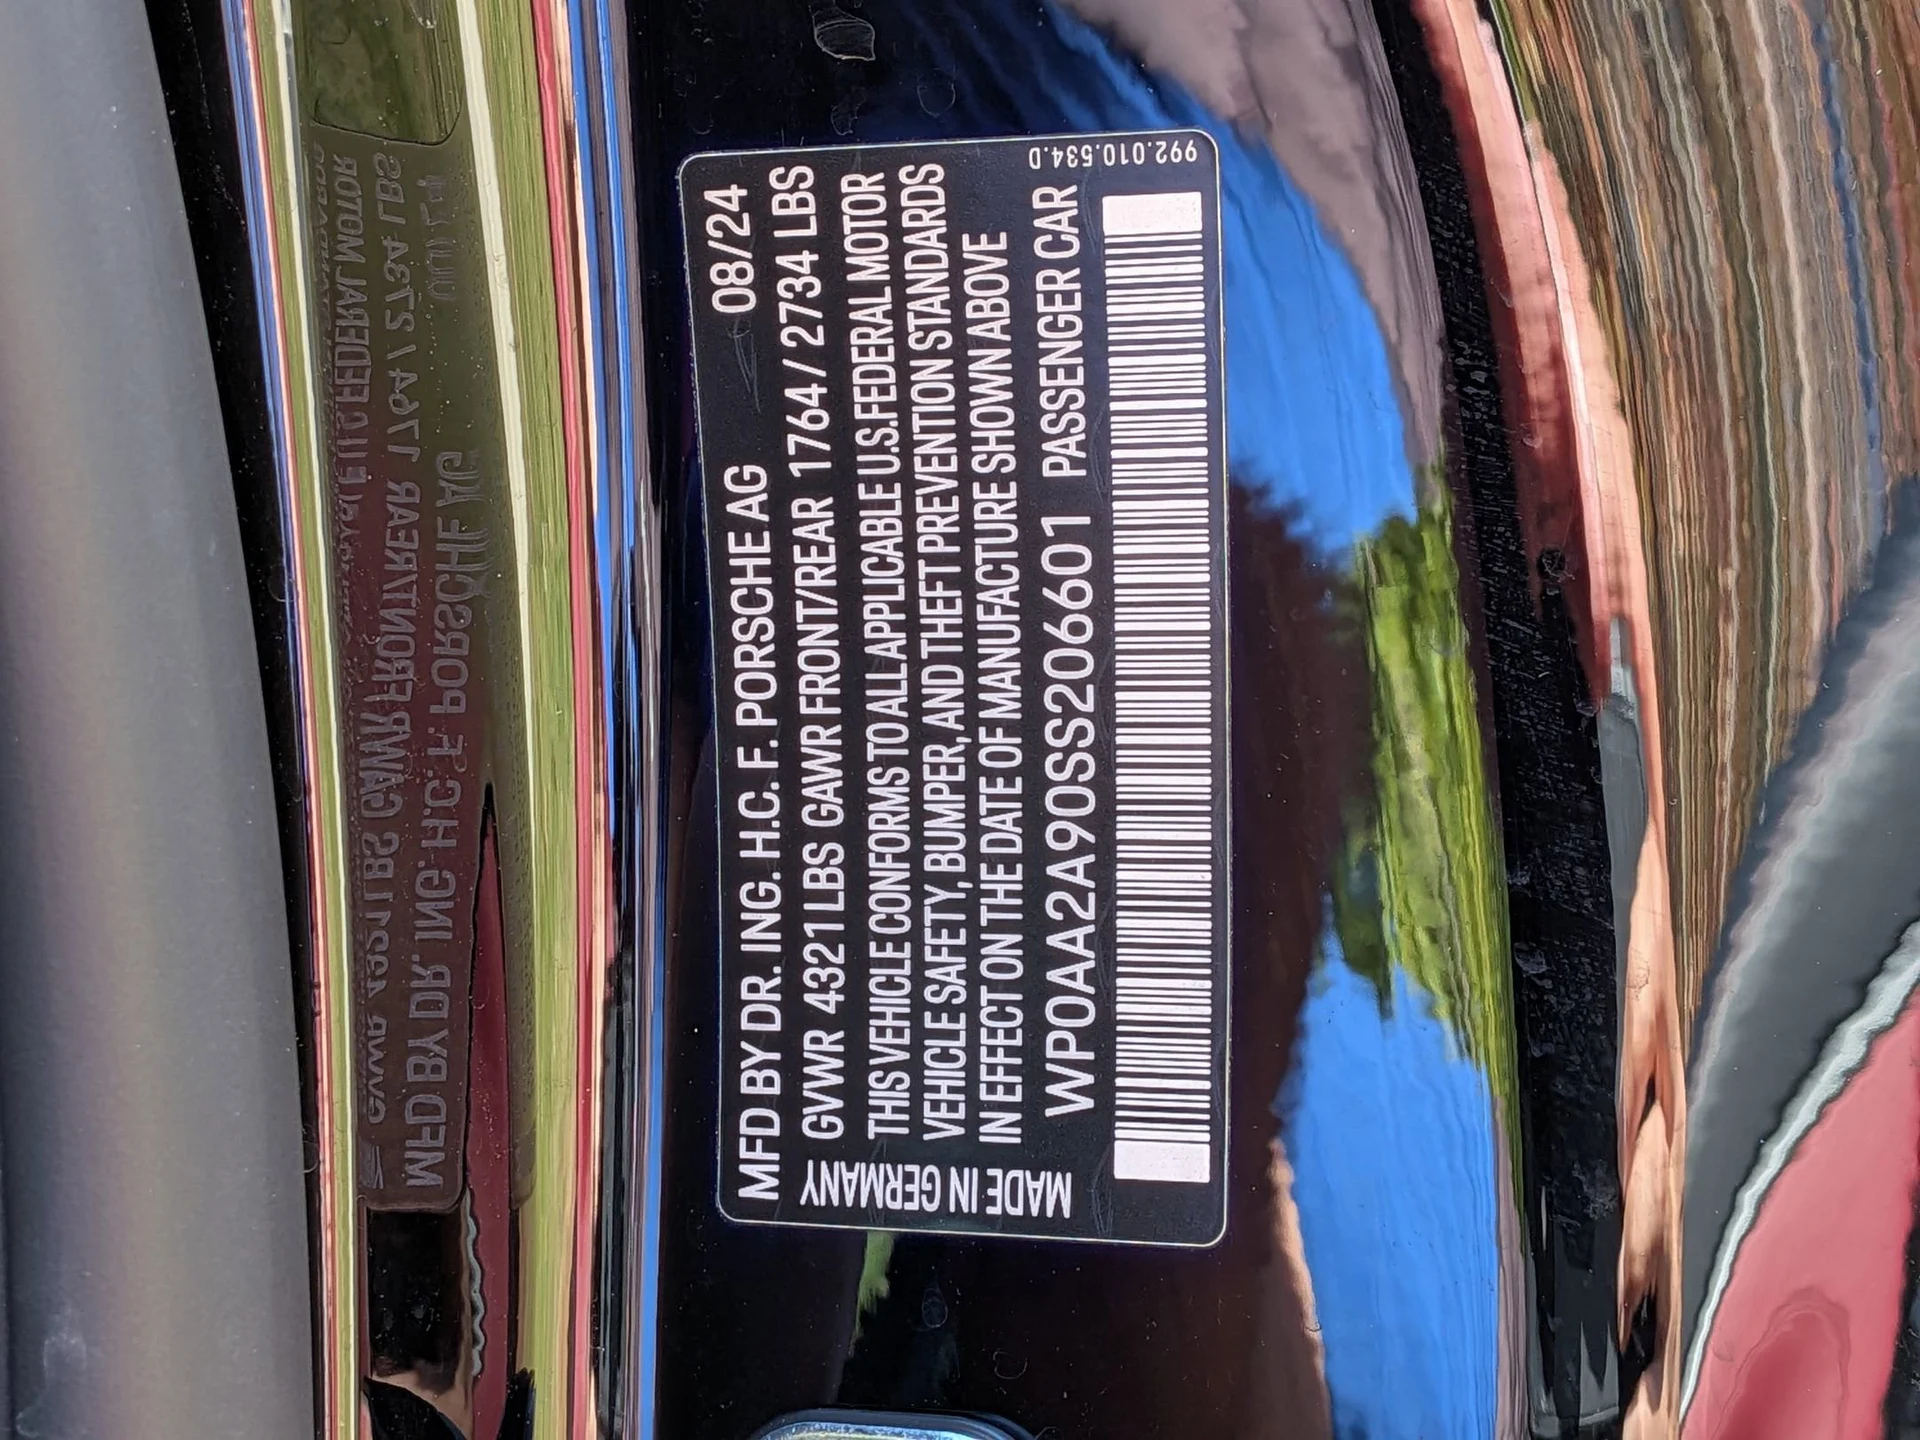 MFD BY DR. ING. H.C. F. PORSCHE AG 08/24
GVWR 4321LBS GAWR FRONT/REAR 1764 / 2734 LBS
THIS VEHICLE CONFORMS TO ALL APPLICABLE U.S.FEDERAL MOTOR
VEHICLE SAFETY, BUMPER, AND THEFT PREVENTION STANDARDS
IN EFFECT ON THE DATE OF MANUFACTURE SHOWN ABOVE
WP0AA2A90SS206601 PASSENGER CAR
MADE IN GERMANY
992.010.534.D